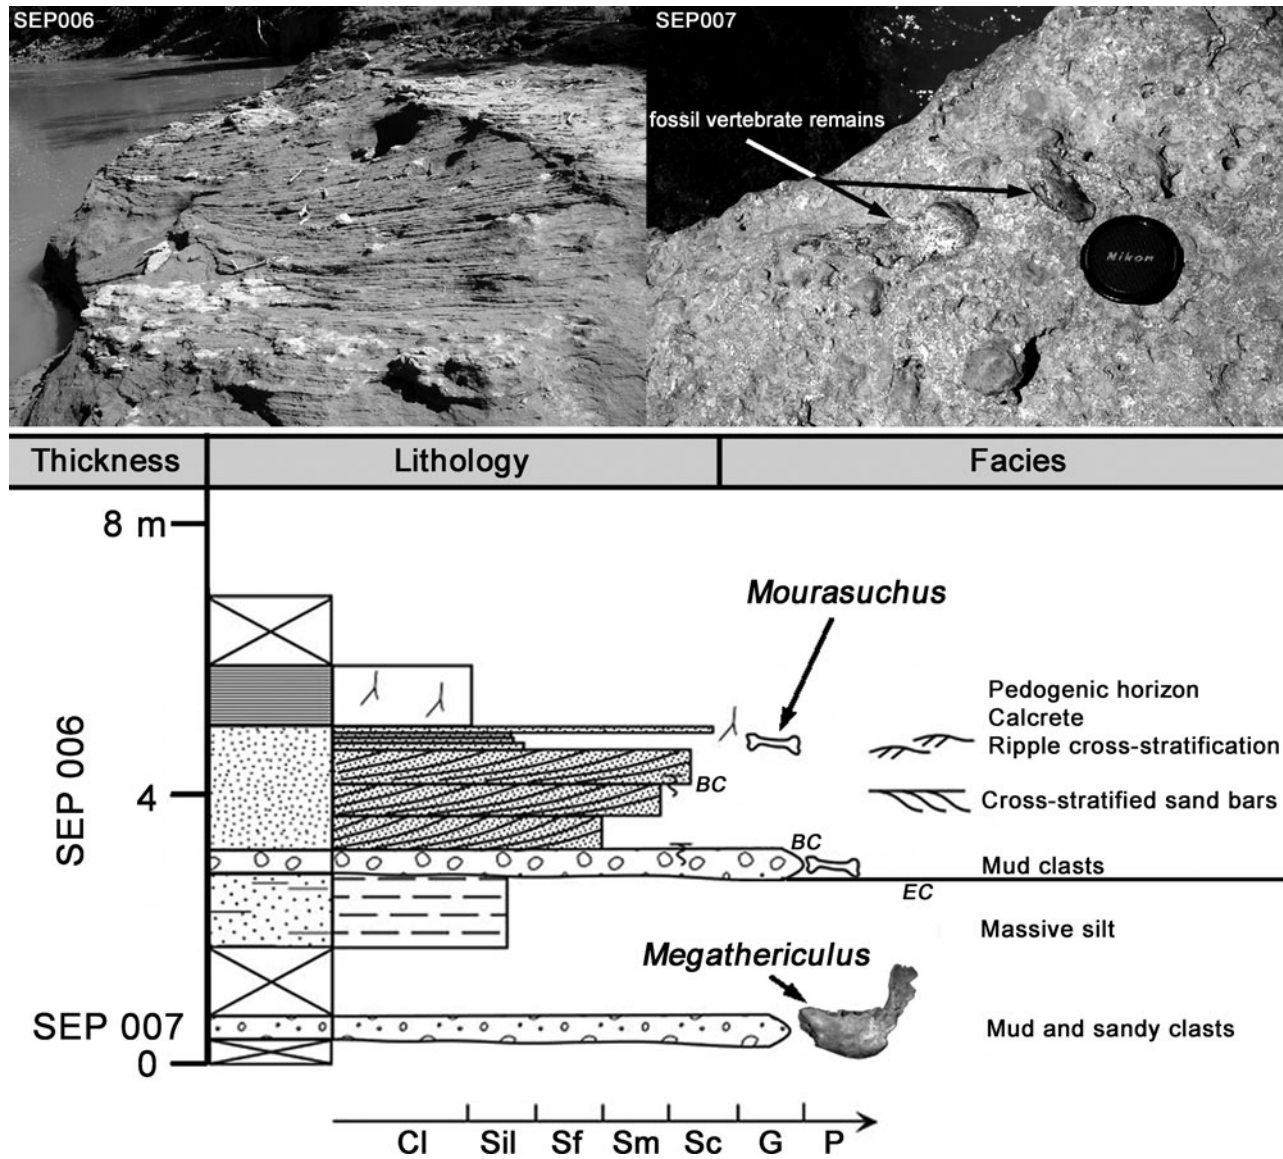 SEP006
SEP007
fossil vertebrate remains
Nikon
Thickness
Lithology
Facies
8 m
Mourasuchus
Pedogenic horizon
Calcrete
Ripple cross-stratification
SEP 006
4
BC
Cross-stratified sand bars
BC
Mud clasts
EC
Massive silt
Megathericulus
SEP 007
Mud and sandy clasts
0
Cl Sil Sf Sm Sc G P